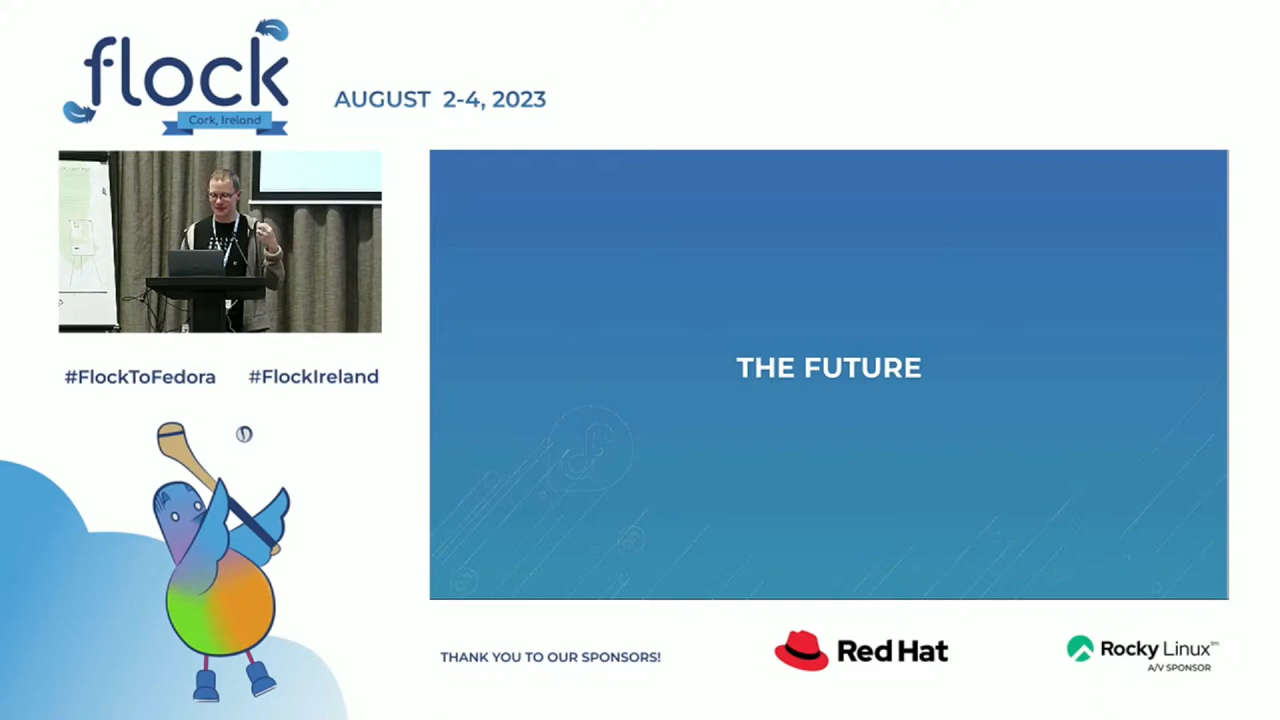 flock
Cork, Ireland
AUGUST 2-4, 2023
#FlockToFedora #FlockIreland
THE FUTURE
THANK YOU TO OUR SPONSORS!
Red Hat
Rocky Linux™
A/V SPONSOR